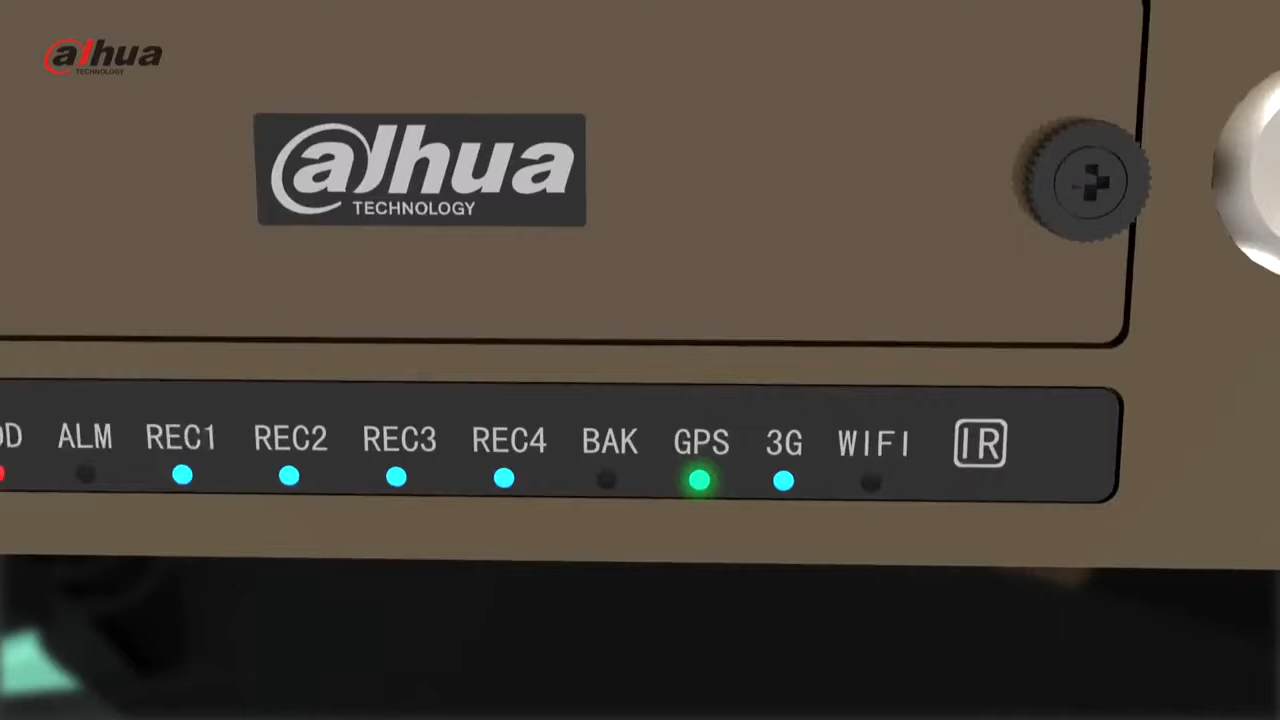 alhua
TECHNOLOGY
alhua
TECHNOLOGY
ALM REC1 REC2 REC3 REC4 BAK GPS 3G WIFI IR